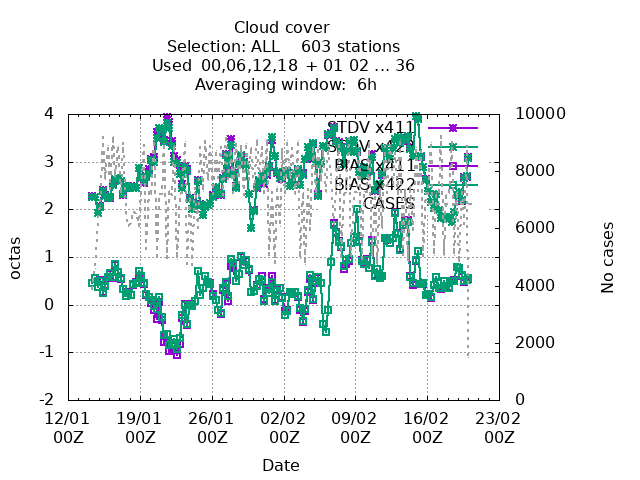 Cloud cover
Selection: ALL 603 stations
Used 00,06,12,18 + 01 02 ... 36
Averaging window: 6h
4
3
2
1
0
-1
-2
octas
10000
8000
6000
4000
2000
0
No cases
STDV x411
STDV x422
BIAS x411
BIAS x422
CASES
12/01 19/01 26/01 02/02 09/02 16/02 23/02
00Z 00Z 00Z 00Z 00Z 00Z 00Z
Date